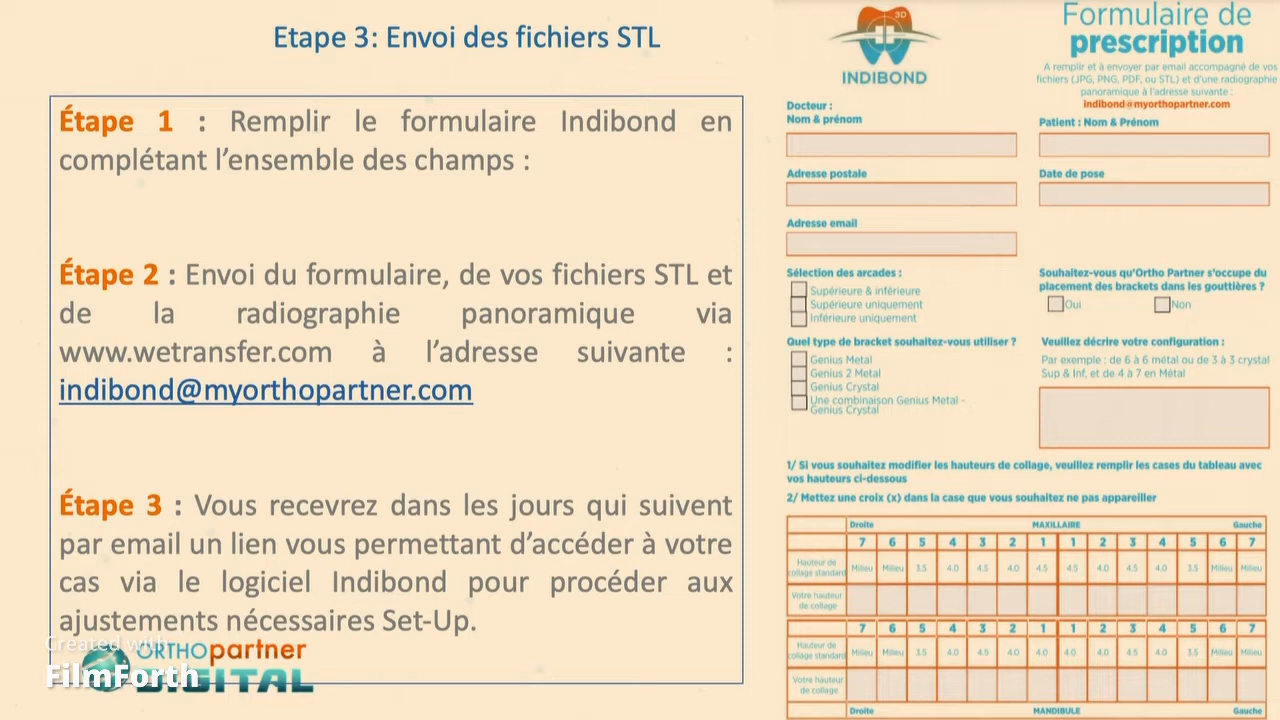 Etape 3: Envoi des fichiers STL
Étape 1 : Remplir le formulaire Indibond en
complétant l’ensemble des champs :
Étape 2 : Envoi du formulaire, de vos fichiers STL et
de la radiographie panoramique via
www.wetransfer.com à l’adresse suivante :
indibond@myorthopartner.com
Étape 3 : Vous recevrez dans les jours qui suivent
par email un lien vous permettant d’accéder à votre
cas via le logiciel Indibond pour procéder aux
ajustements nécessaires Set-Up.
Created with
FilmForth
ORTHOpartner
DIGITAL
3D
INDIBOND
Formulaire de
prescription
A remplir et à envoyer par email accompagné de vos
fichiers (JPG, PNG, PDF, ou STL) et d'une radiographie
panoramique à l'adresse suivante :
indibond@myorthopartner.com
Docteur :
Nom & prénom
Patient : Nom & Prénom
Adresse postale
Date de pose
Adresse email
Sélection des arcades :
Supérieure & inférieure
Supérieure uniquement
Inférieure uniquement
Souhaitez-vous qu'Ortho Partner s'occupe du
placement des brackets dans les gouttières ?
Oui Non
Quel type de bracket souhaitez-vous utiliser ?
Genius Metal
Genius 2 Metal
Genius Crystal
Une combinaison Genius Metal -
Genius Crystal
Veuillez décrire votre configuration :
Par exemple : de 6 à 6 métal ou de 3 à 3 crystal
Sup & Inf, et de 4 à 7 en Métal
1/ Si vous souhaitez modifier les hauteurs de collage, veuillez remplir les cases du tableau avec
vos hauteurs ci-dessous
2/ Mettez une croix (x) dans la case que vous souhaitez ne pas appareiller
Droite MAXILLAIRE Gauche
7 6 5 4 3 2 1 1 2 3 4 5 6 7
Hauteur de
collage standard Milieu Milieu 3.5 4.0 4.5 4.0 4.5 4.5 4.0 4.5 4.0 3.5 Milieu Milieu
Votre hauteur
de collage
7 6 5 4 3 2 1 1 2 3 4 5 6 7
Hauteur de
collage standard Milieu Milieu 3.5 4.0 4.5 4.0 4.0 4.0 4.0 4.5 4.0 3.5 Milieu Milieu
Votre hauteur
de collage
Droite MANDIBULE Gauche